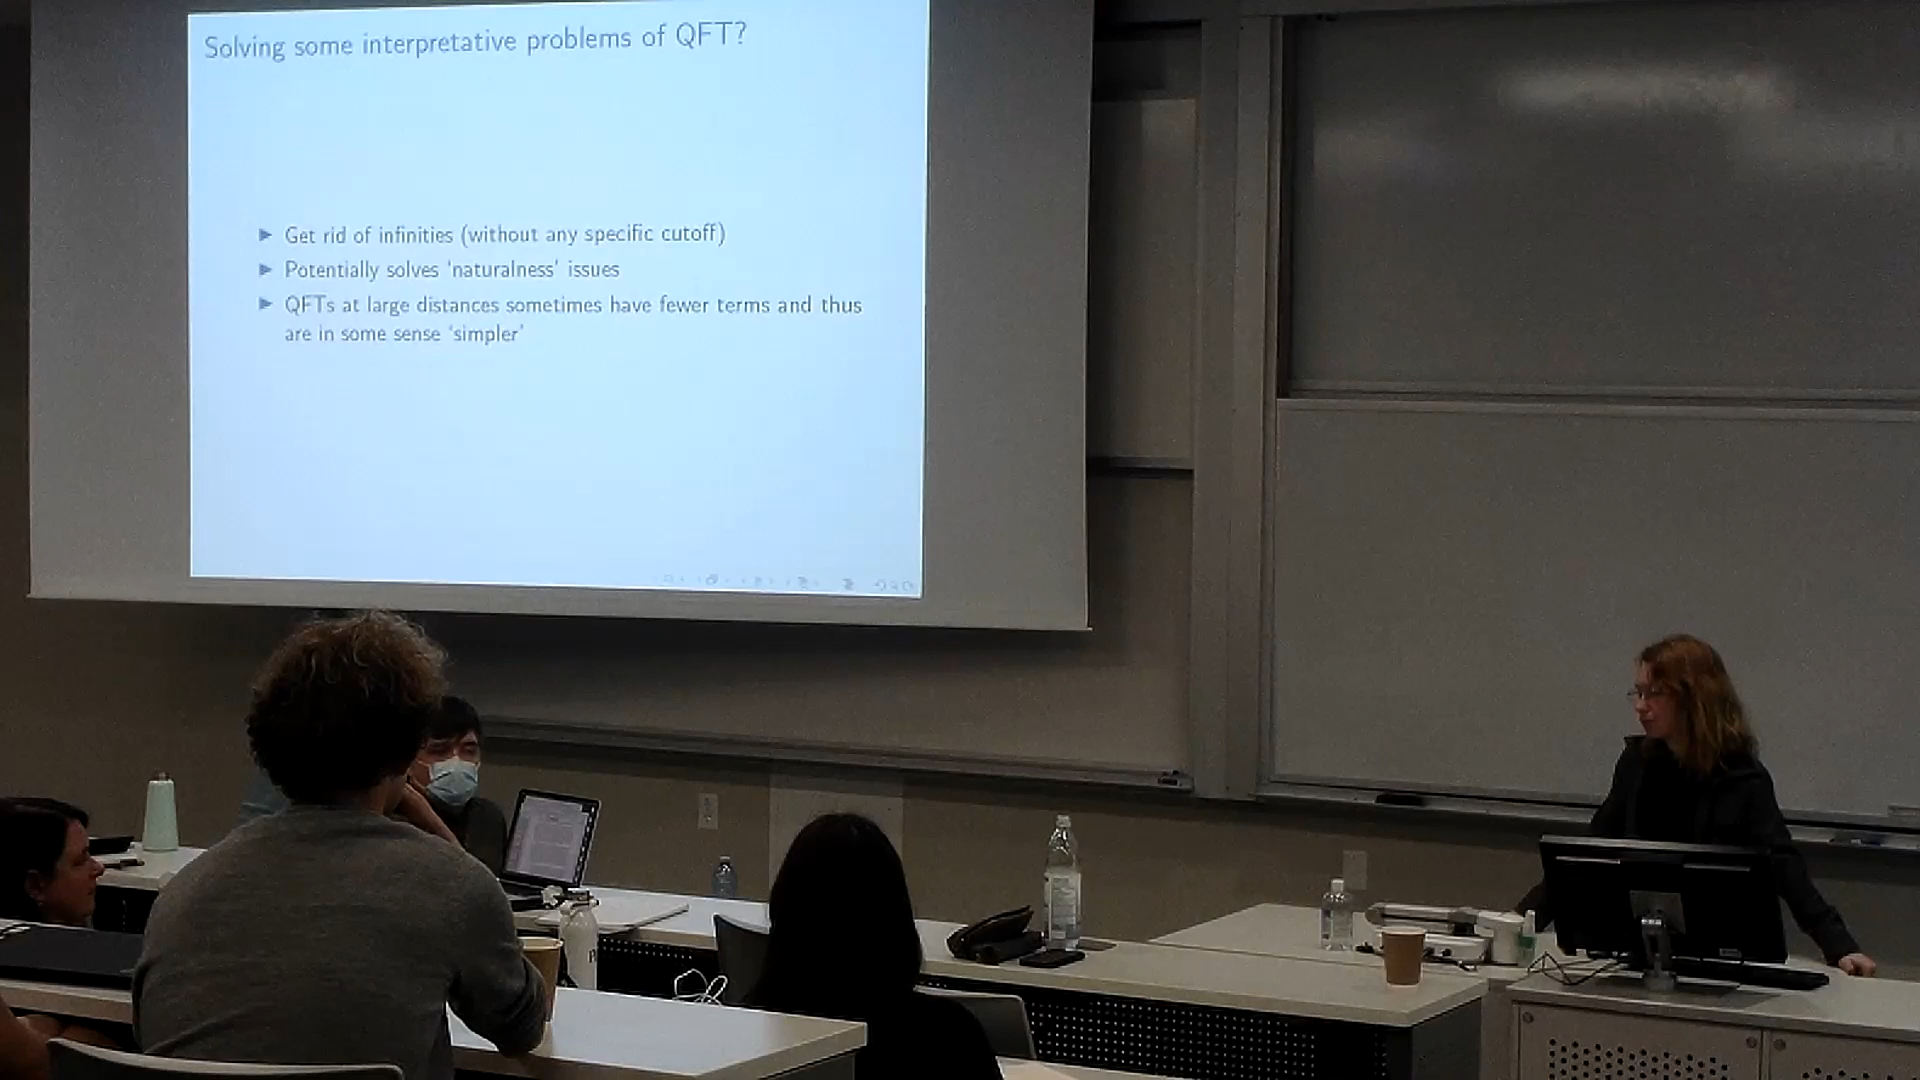 Solving some interpretative problems of QFT?
▶ Get rid of infinities (without any specific cutoff)
▶ Potentially solves 'naturalness' issues
▶ QFTs at large distances sometimes have fewer terms and thus
are in some sense 'simpler'